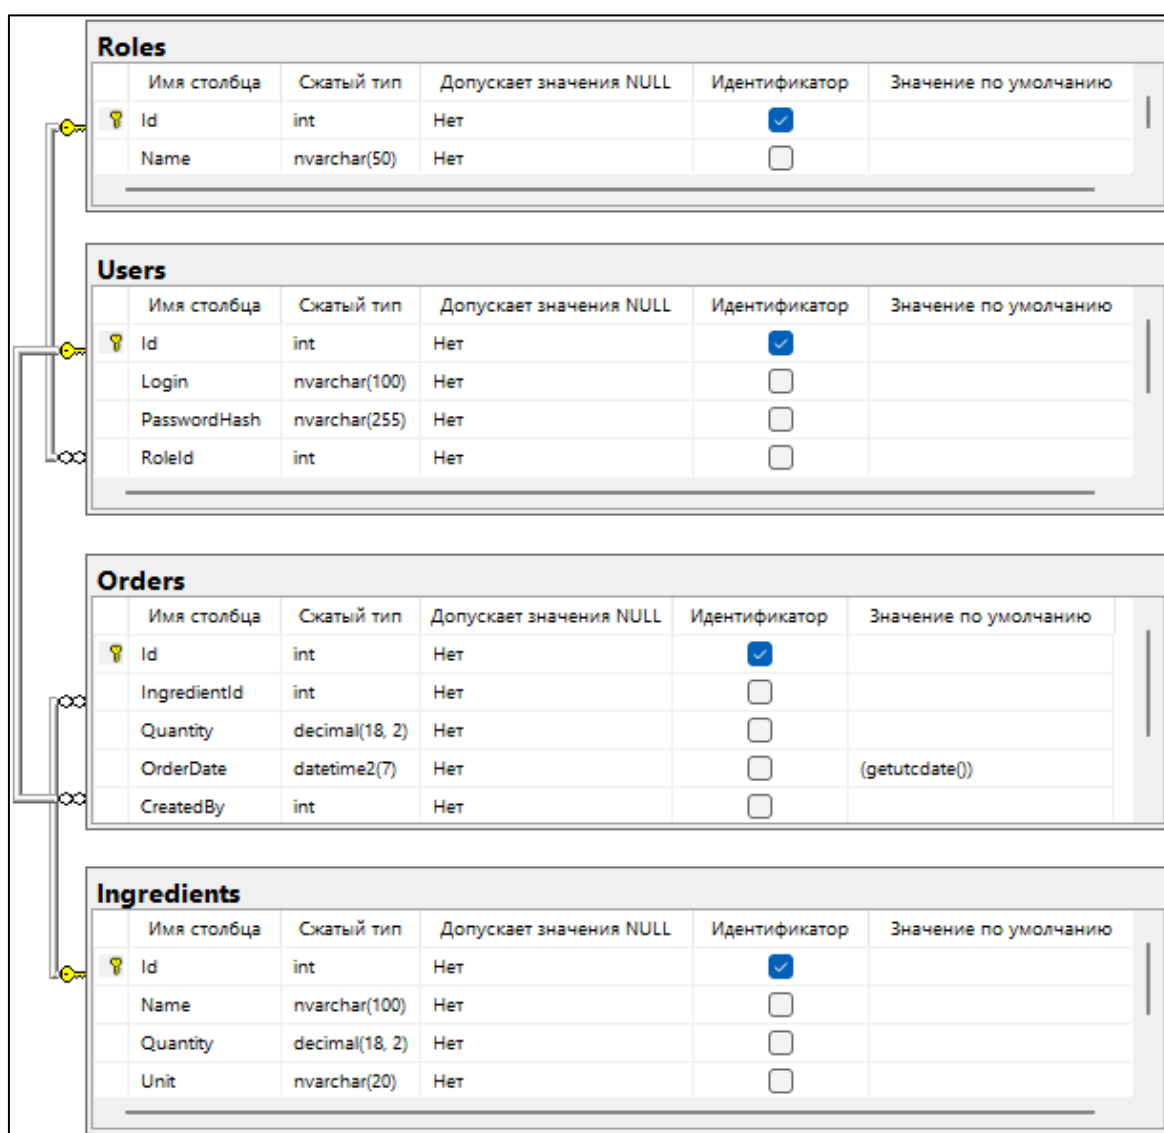 Roles
Имя столбца Сжатый тип Допускает значения NULL Идентификатор Значение по умолчанию
Id int Нет
Name nvarchar(50) Нет
Users
Имя столбца Сжатый тип Допускает значения NULL Идентификатор Значение по умолчанию
Id int Нет
Login nvarchar(100) Нет
PasswordHash nvarchar(255) Нет
RoleId int Нет
Orders
Имя столбца Сжатый тип Допускает значения NULL Идентификатор Значение по умолчанию
Id int Нет
IngredientId int Нет
Quantity decimal(18, 2) Нет
OrderDate datetime2(7) Нет (getutcdate())
CreatedBy int Нет
Ingredients
Имя столбца Сжатый тип Допускает значения NULL Идентификатор Значение по умолчанию
Id int Нет
Name nvarchar(100) Нет
Quantity decimal(18, 2) Нет
Unit nvarchar(20) Нет